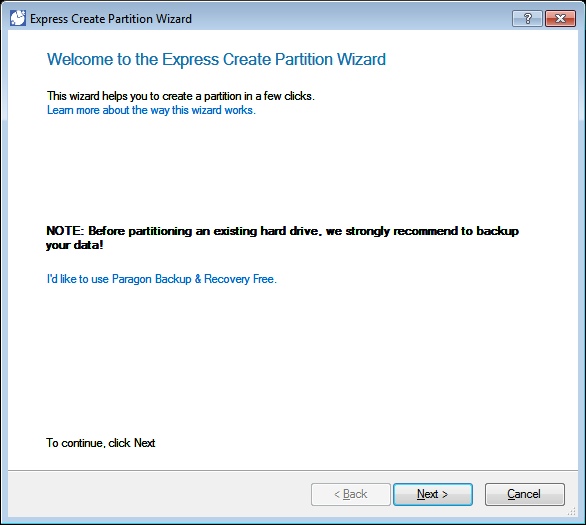 Express Create Partition Wizard
?
Welcome to the Express Create Partition Wizard
This wizard helps you to create a partition in a few clicks.
Learn more about the way this wizard works.
NOTE: Before partitioning an existing hard drive, we strongly recommend to backup
your data!
I'd like to use Paragon Backup & Recovery Free.
To continue, click Next
< Back Next > Cancel